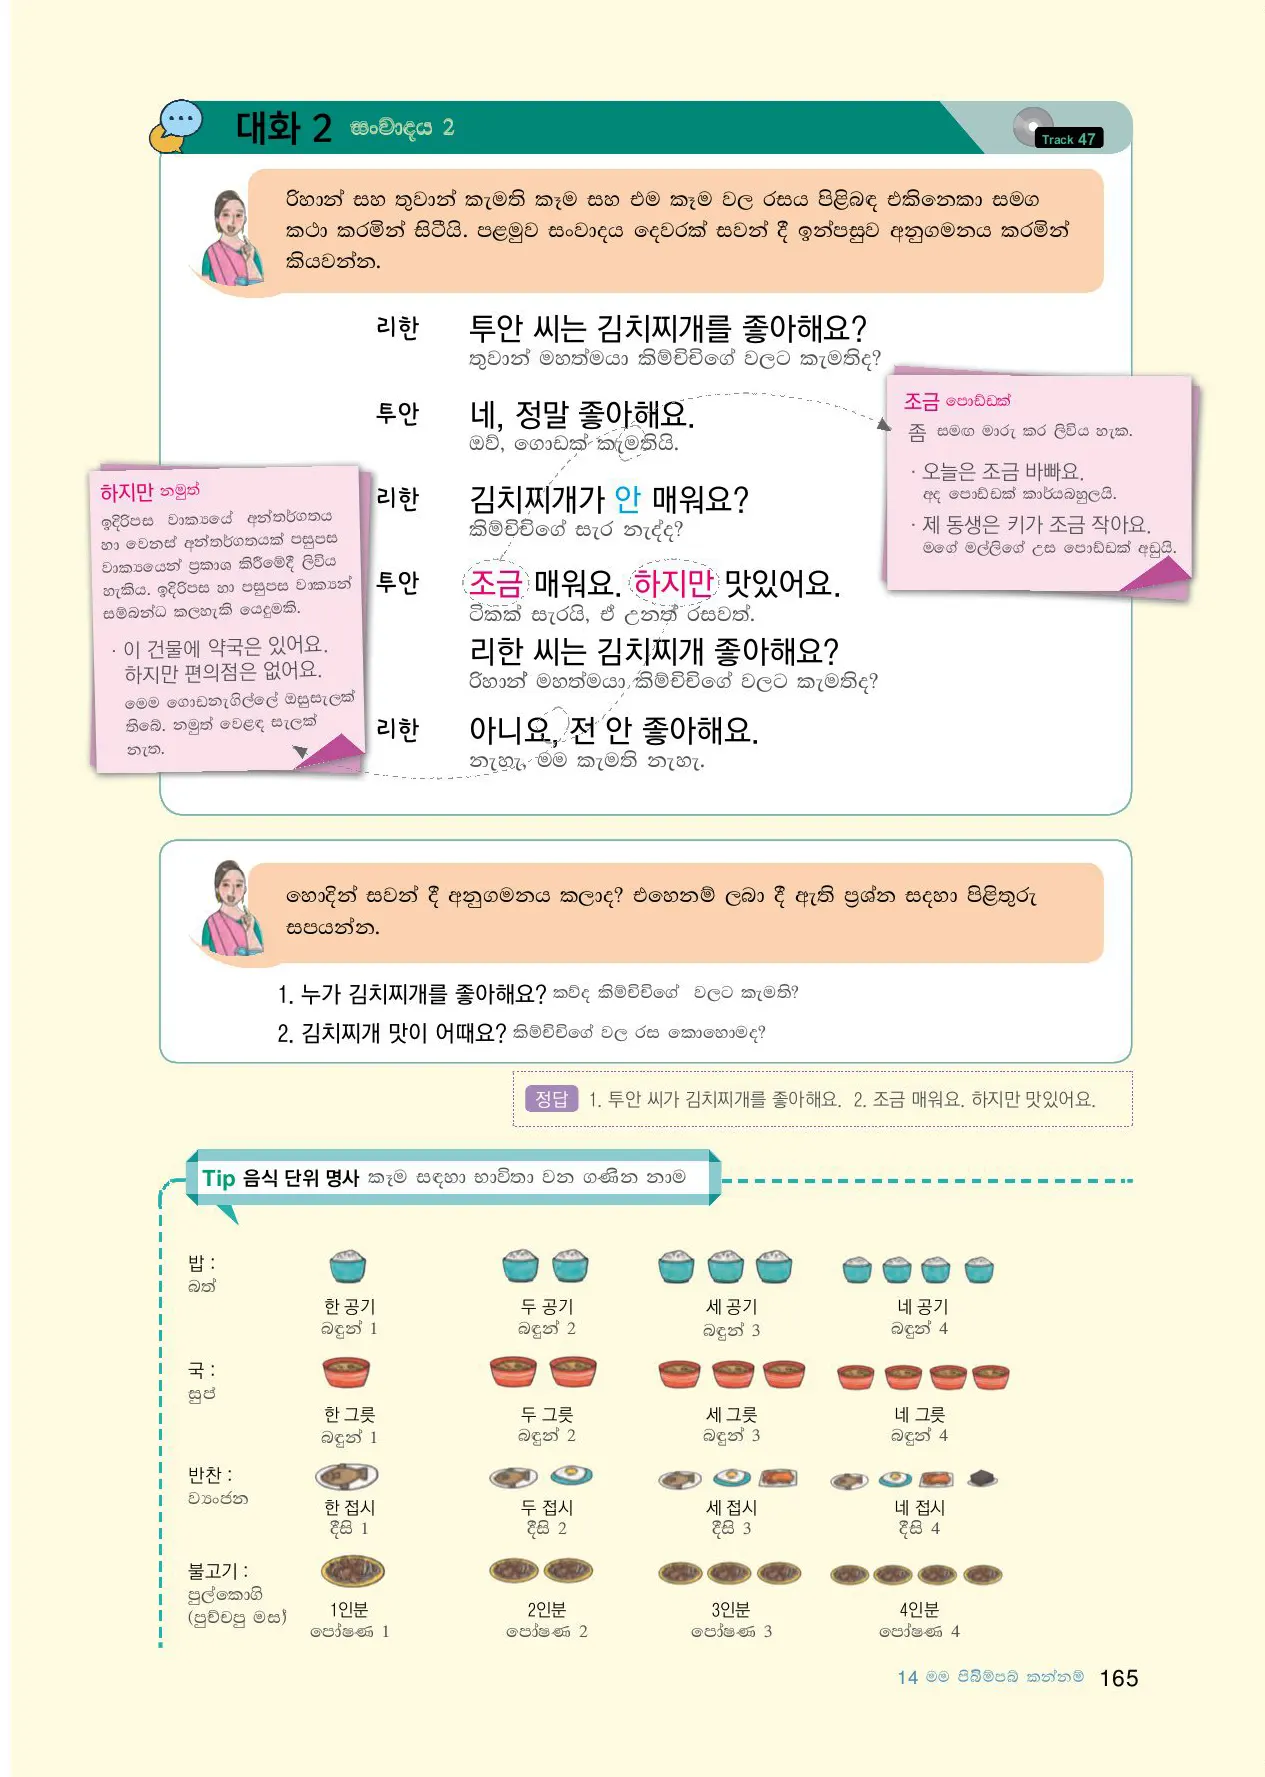 대화 2 සංවාදය 2
Track 47
රිහාන් සහ තුවාන් කැමති කෑම සහ එම කෑම වල රසය පිළිබඳ එකිනෙකා සමග
කථා කරමින් සිටීයි. පළමුව සංවාදය දෙවරක් සවන් දී ඉන්පසුව අනුගමනය කරමින්
කියවන්න.
리한 투안 씨는 김치찌개를 좋아해요?
තුවාන් මහත්මයා කිම්චිචිගේ වලට කැමතිද?
투안 네, 정말 좋아해요.
ඔව්, ගොඩක් කැමතියි.
리한 김치찌개가 안 매워요?
කිම්චිචිගේ සැර නැද්ද?
투안 조금 매워요. 하지만 맛있어요.
ටිකක් සැරයි, ඒ උනත් රසවත්.
리한 씨는 김치찌개 좋아해요?
රිහාන් මහත්මයා කිම්චිචිගේ වලට කැමතිද?
리한 아니요, 전 안 좋아해요.
නැහැ, මම කැමති නැහැ.
조금 පොඩ්ඩක්
좀 සමඟ මාරු කර ලිවිය හැක.
· 오늘은 조금 바빠요.
අද පොඩ්ඩක් කාර්යබහුලයි.
· 제 동생은 키가 조금 작아요.
මගේ මල්ලිගේ උස පොඩ්ඩක් අඩුයි.
하지만 නමුත්
ඉදිරිපස වාක්‍යයේ අන්තර්ගතය
හා වෙනස් අන්තර්ගතයක් පසුපස
වාක්‍යයෙන් ප්‍රකාශ කිරීමේදී ලිවිය
හැකිය. ඉදිරිපස හා පසුපස වාක්‍යන්
සම්බන්ධ කලහැකි යෙදුමකි.
· 이 건물에 약국은 있어요.
하지만 편의점은 없어요.
මෙම ගොඩනැගිල්ලේ ඔසුසැලක්
තිබේ. නමුත් වෙළඳ සැලක්
නැත.
හොදින් සවන් දී අනුගමනය කලාද? එහෙනම් ලබා දී ඇති ප්‍රශ්න සඳහා පිළිතුරු
සපයන්න.
1. 누가 김치찌개를 좋아해요? කව්ද කිම්චිචිගේ වලට කැමති?
2. 김치찌개 맛이 어때요? කිම්චිචිගේ වල රස කොහොමද?
정답 1. 투안 씨가 김치찌개를 좋아해요. 2. 조금 매워요. 하지만 맛있어요.
Tip 음식 단위 명사 කෑම සඳහා භාවිතා වන ගණින නාම
밥 :
බත්
한 공기 두 공기 세 공기 네 공기
බඳුන් 1 බඳුන් 2 බඳුන් 3 බඳුන් 4
국 :
සුප්
한 그릇 두 그릇 세 그릇 네 그릇
බඳුන් 1 බඳුන් 2 බඳුන් 3 බඳුන් 4
반찬 :
ව්‍යංජන
한 접시 두 접시 세 접시 네 접시
දීසි 1 දීසි 2 දීසි 3 දීසි 4
불고기 :
පුල්කොගි
(පුච්චපු මස්)
1인분 2인분 3인분 4인분
පෝෂණ 1 පෝෂණ 2 පෝෂණ 3 පෝෂණ 4
14 මම පිබිම්පබ් කන්නම් 165